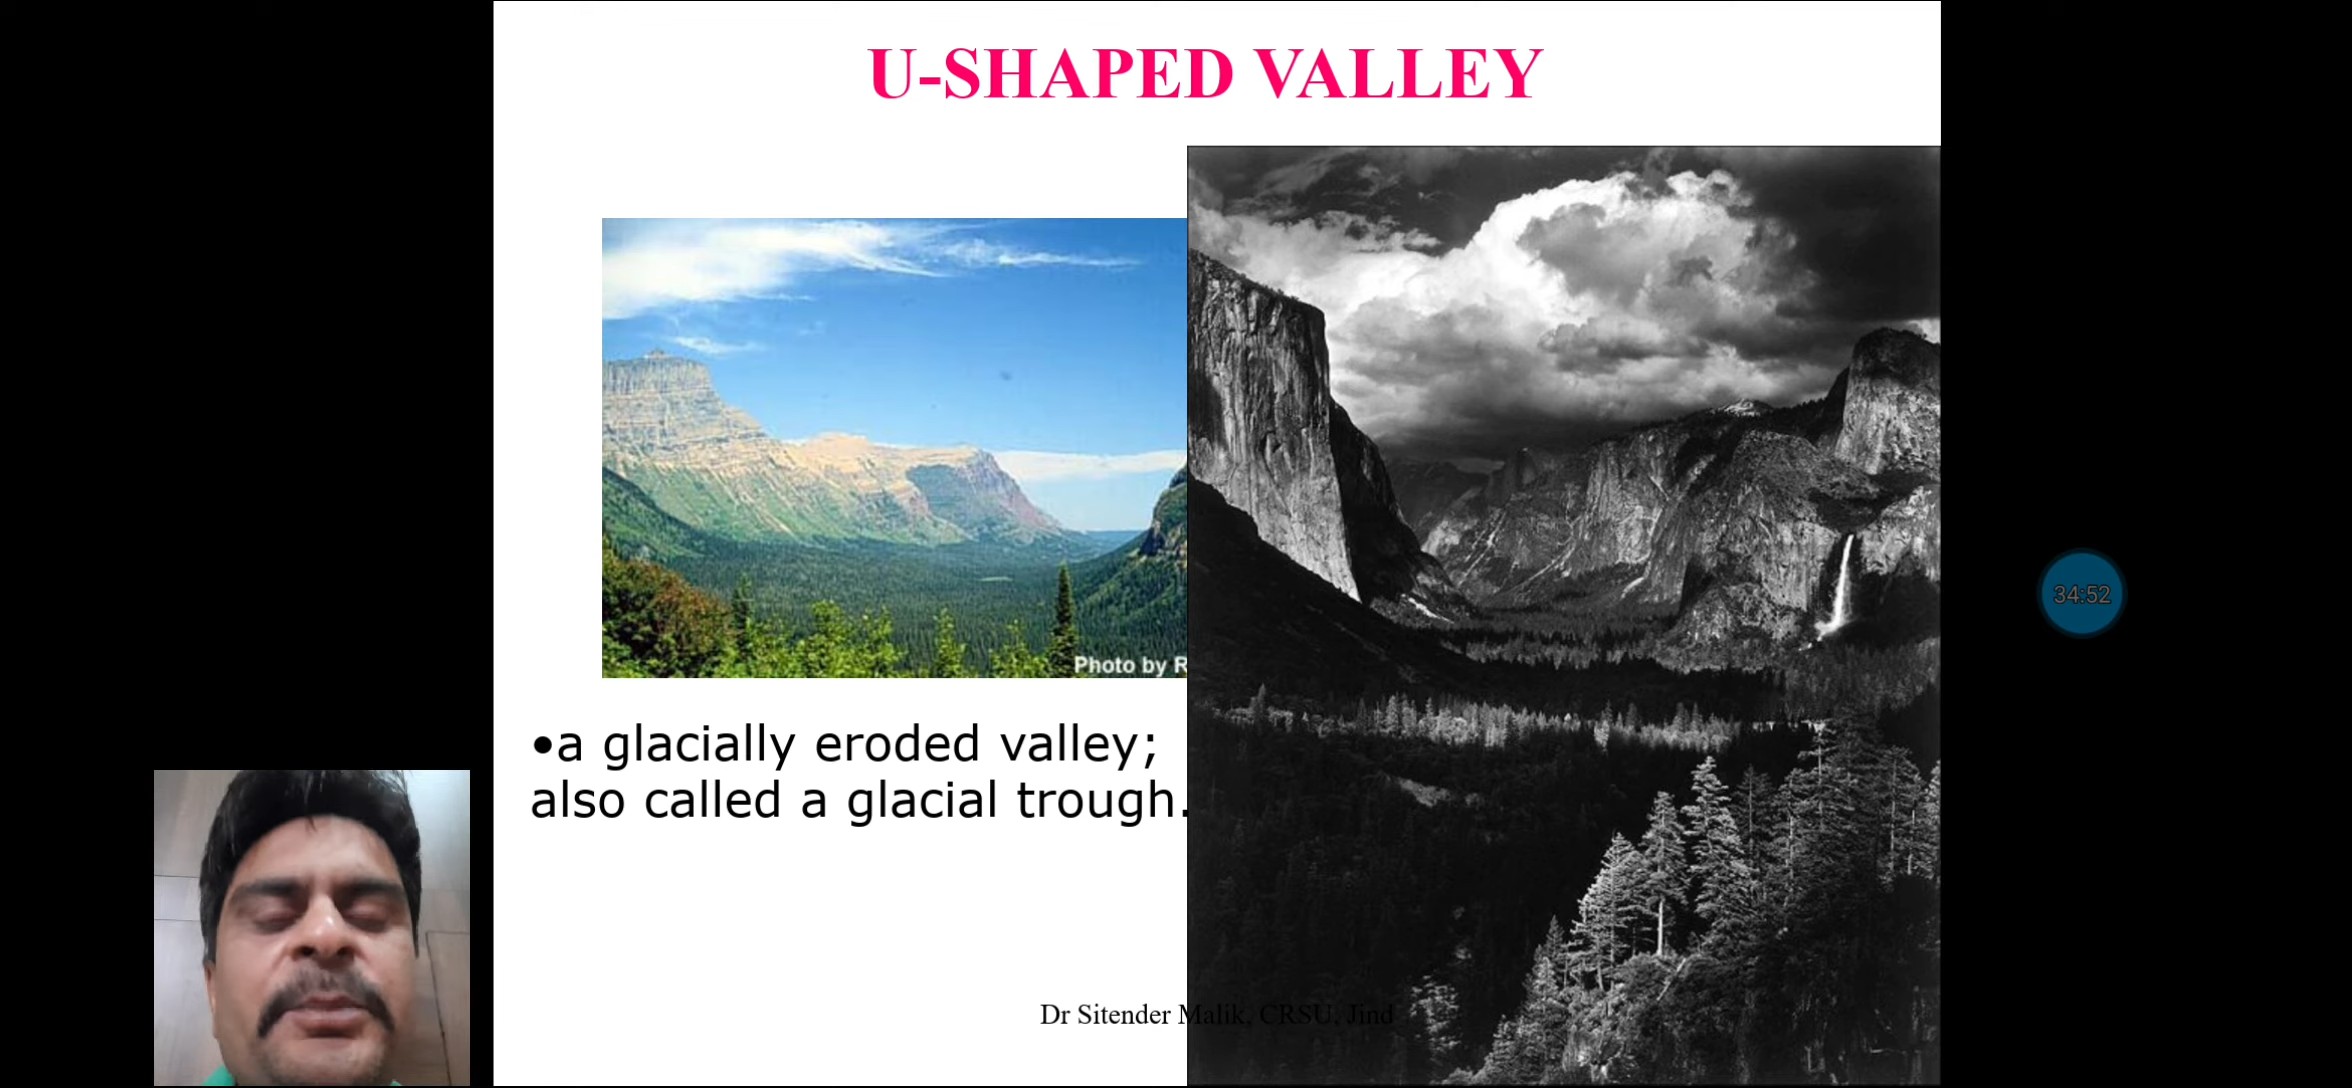 U-SHAPED VALLEY
Photo by R
•a glacially eroded valley;
also called a glacial trough.
34:52
Dr Sitender Malik, CRSU, Jind